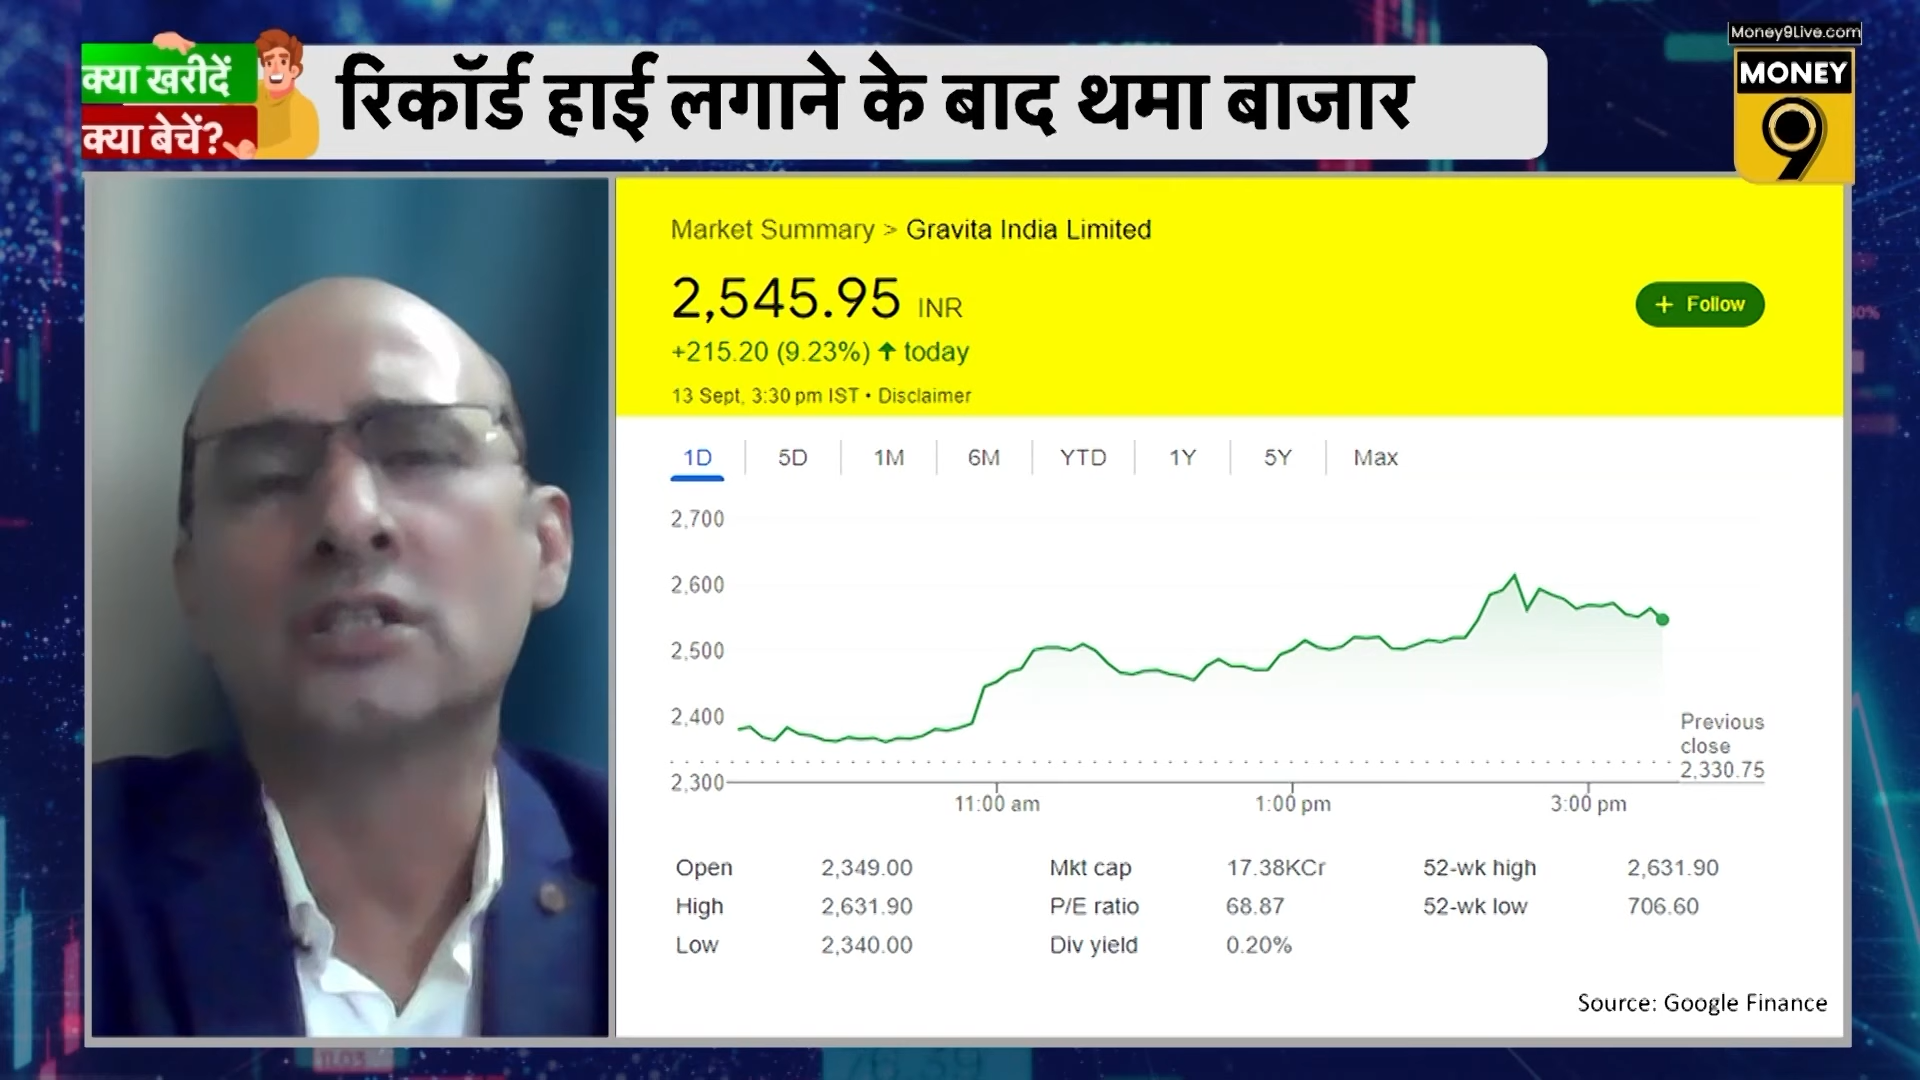 Money9Live.com
MONEY
9
क्या खरीदें
क्या बेचें?
रिकॉर्ड हाई लगाने के बाद थमा बाजार
Market Summary > Gravita India Limited
2,545.95 INR
+ Follow
+215.20 (9.23%) ↑ today
13 Sept, 3:30 pm IST • Disclaimer
1D 5D 1M 6M YTD 1Y 5Y Max
2,700
2,600
2,500
2,400
2,300
Previous
close
2,330.75
11:00 am 1:00 pm 3:00 pm
Open 2,349.00 Mkt cap 17.38KCr 52-wk high 2,631.90
High 2,631.90 P/E ratio 68.87 52-wk low 706.60
Low 2,340.00 Div yield 0.20%
Source: Google Finance
76.39